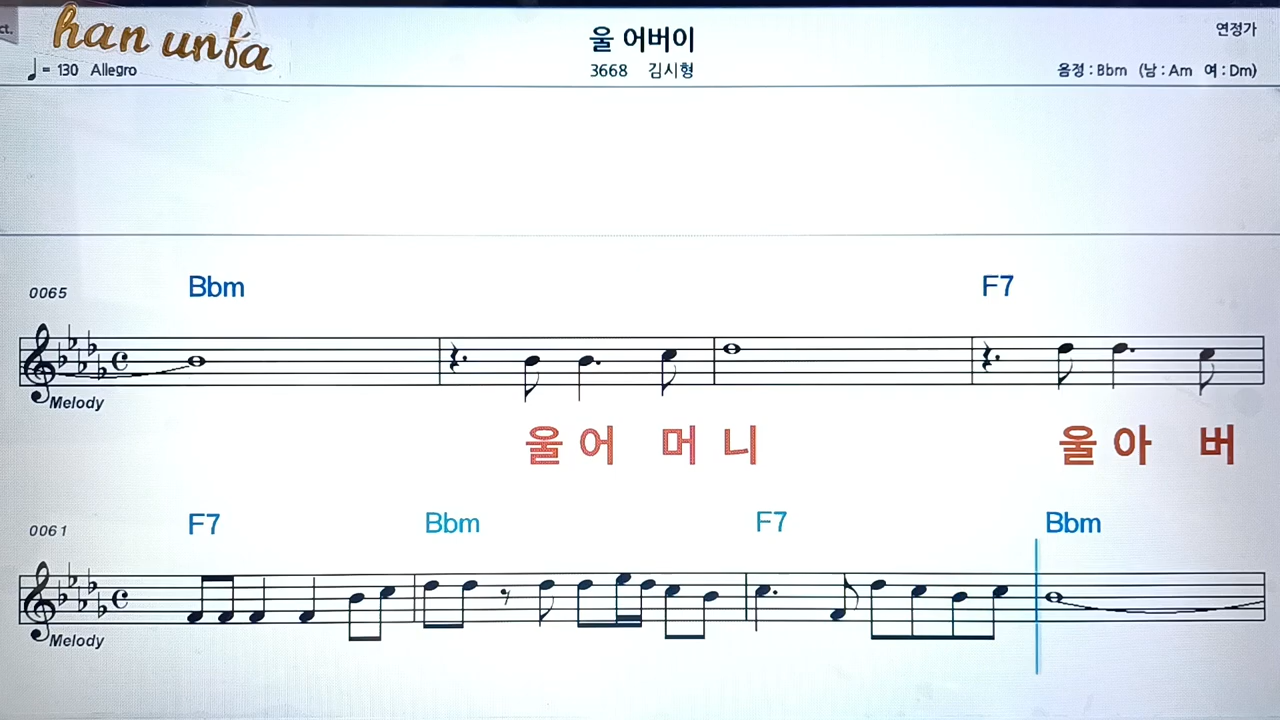 ct.
han unfa
울 어버이
연정가
= 130 Allegro
3668 김시형
음정 : Bbm (남 : Am 여 : Dm)
0065
Bbm
F7
Melody
울 어 머 니 울 아 버
0061
F7 Bbm F7 Bbm
Melody